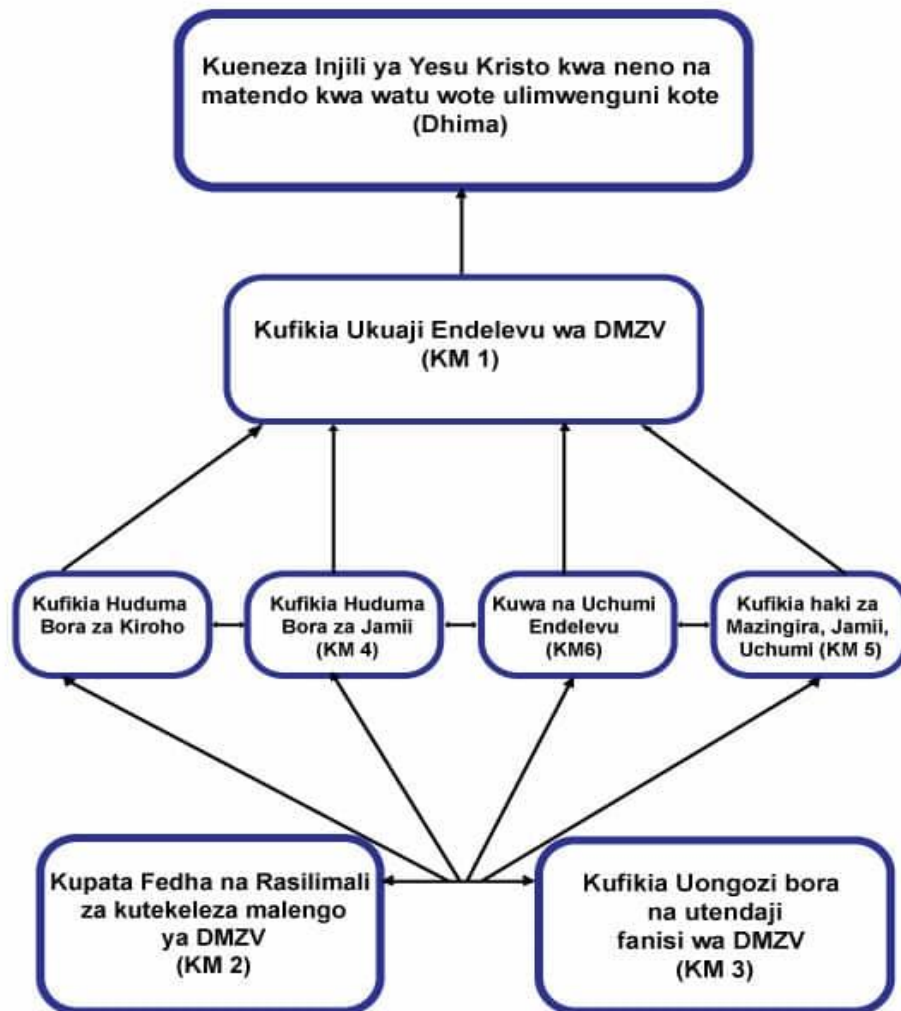 Kueneza Injili ya Yesu Kristo kwa neno na
matendo kwa watu wote ulimwenguni kote
(Dhima)
Kufikia Ukuaji Endelevu wa DMZV
(KM 1)
Kufikia Huduma
Bora za Kiroho
Kufikia Huduma
Bora za Jamii
(KM 4)
Kuwa na Uchumi
Endelevu
(KM6)
Kufikia haki za
Mazingira, Jamii,
Uchumi (KM 5)
Kupata Fedha na Rasilimali
za kutekeleza malengo
ya DMZV
(KM 2)
Kufikia Uongozi bora
na utendaji
fanisi wa DMZV
(KM 3)